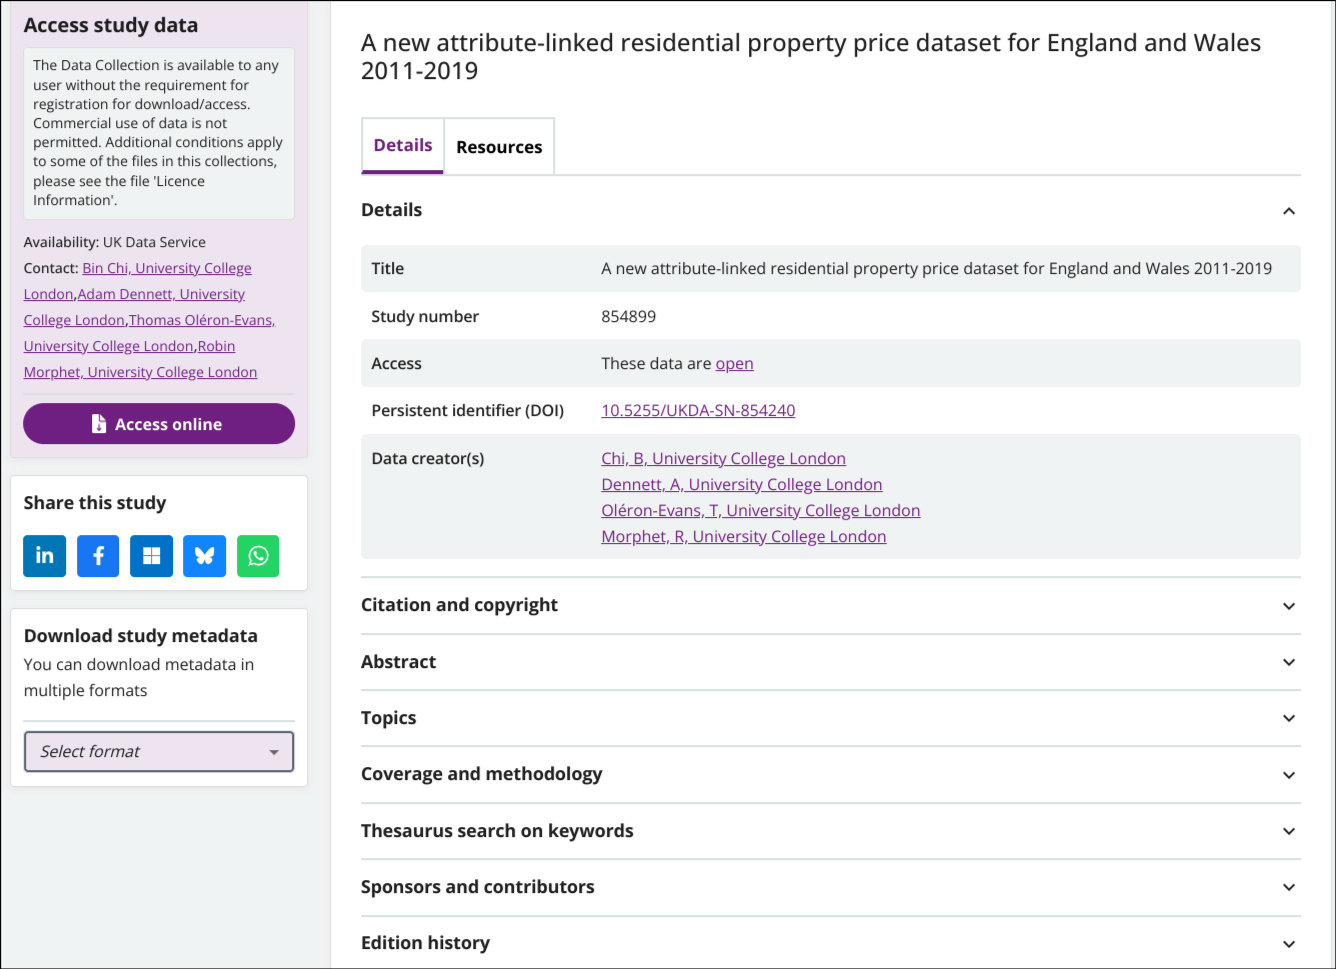 Access study data
The Data Collection is available to any
user without the requirement for
registration for download/access.
Commercial use of data is not
permitted. Additional conditions apply
to some of the files in this collections,
please see the file 'Licence
Information'.
Availability: UK Data Service
Contact: Bin Chi, University College
London,Adam Dennett, University
College London,Thomas Oléron-Evans,
University College London,Robin
Morphet, University College London
Access online
Share this study
in
f
Download study metadata
You can download metadata in
multiple formats
Select format
A new attribute-linked residential property price dataset for England and Wales
2011-2019
Details Resources
Details
Title A new attribute-linked residential property price dataset for England and Wales 2011-2019
Study number 854899
Access These data are open
Persistent identifier (DOI) 10.5255/UKDA-SN-854240
Data creator(s) Chi, B, University College London
Dennett, A, University College London
Oléron-Evans, T, University College London
Morphet, R, University College London
Citation and copyright
Abstract
Topics
Coverage and methodology
Thesaurus search on keywords
Sponsors and contributors
Edition history